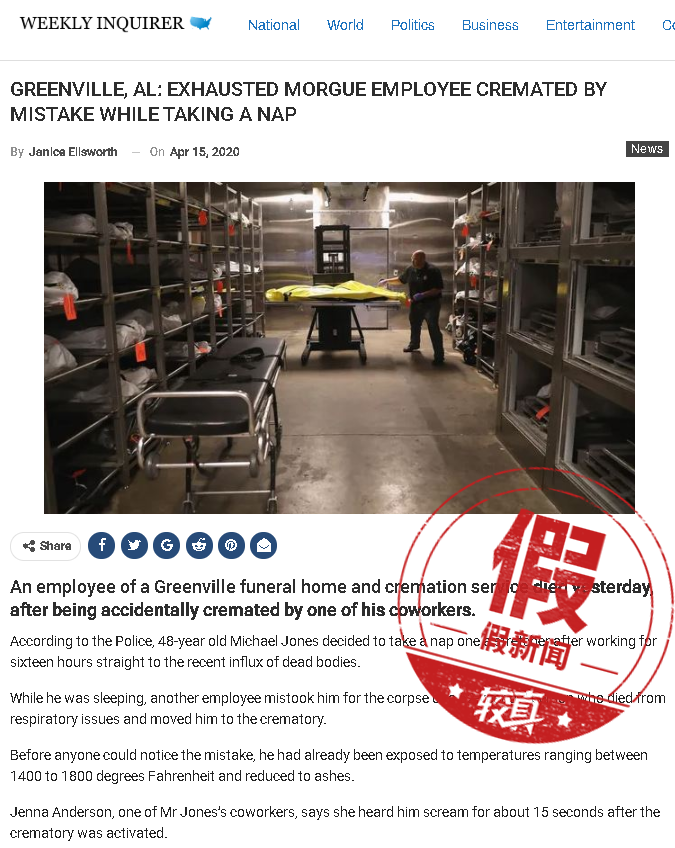 WEEKLY INQUIRER
National World Politics Business Entertainment
GREENVILLE, AL: EXHAUSTED MORGUE EMPLOYEE CREMATED BY
MISTAKE WHILE TAKING A NAP
By Janice Ellsworth — On Apr 15, 2020
News
Share
An employee of a Greenville funeral home and cremation service died yesterday,
after being accidentally cremated by one of his coworkers.
According to the Police, 48-year old Michael Jones decided to take a nap one a stretcher after working for
sixteen hours straight to the recent influx of dead bodies.
While he was sleeping, another employee mistook him for the corpse who died from
respiratory issues and moved him to the crematory.
Before anyone could notice the mistake, he had already been exposed to temperatures ranging between
1400 to 1800 degrees Fahrenheit and reduced to ashes.
Jenna Anderson, one of Mr Jones's coworkers, says she heard him scream for about 15 seconds after the
crematory was activated.
假
假新闻
较真